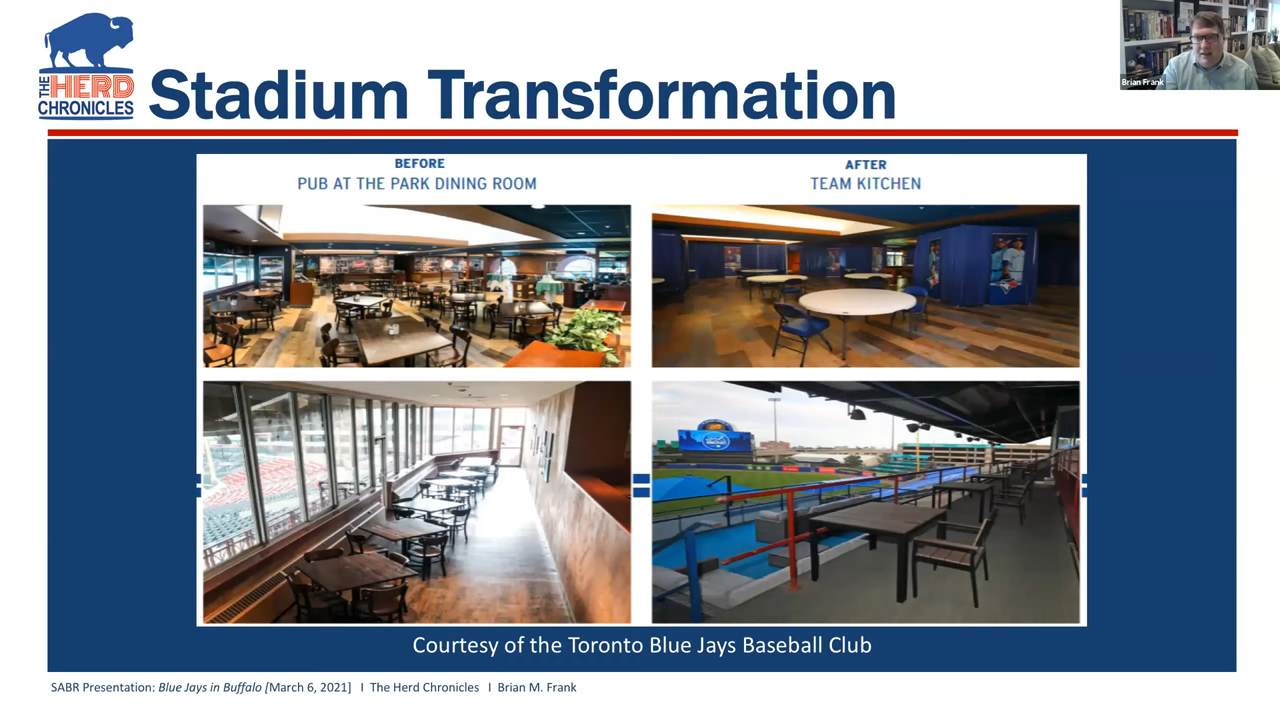 THE HERD
CHRONICLES
Stadium Transformation
Brian Frank
BEFORE
PUB AT THE PARK DINING ROOM
AFTER
TEAM KITCHEN
Courtesy of the Toronto Blue Jays Baseball Club
SABR Presentation: Blue Jays in Buffalo [March 6, 2021] I The Herd Chronicles I Brian M. Frank